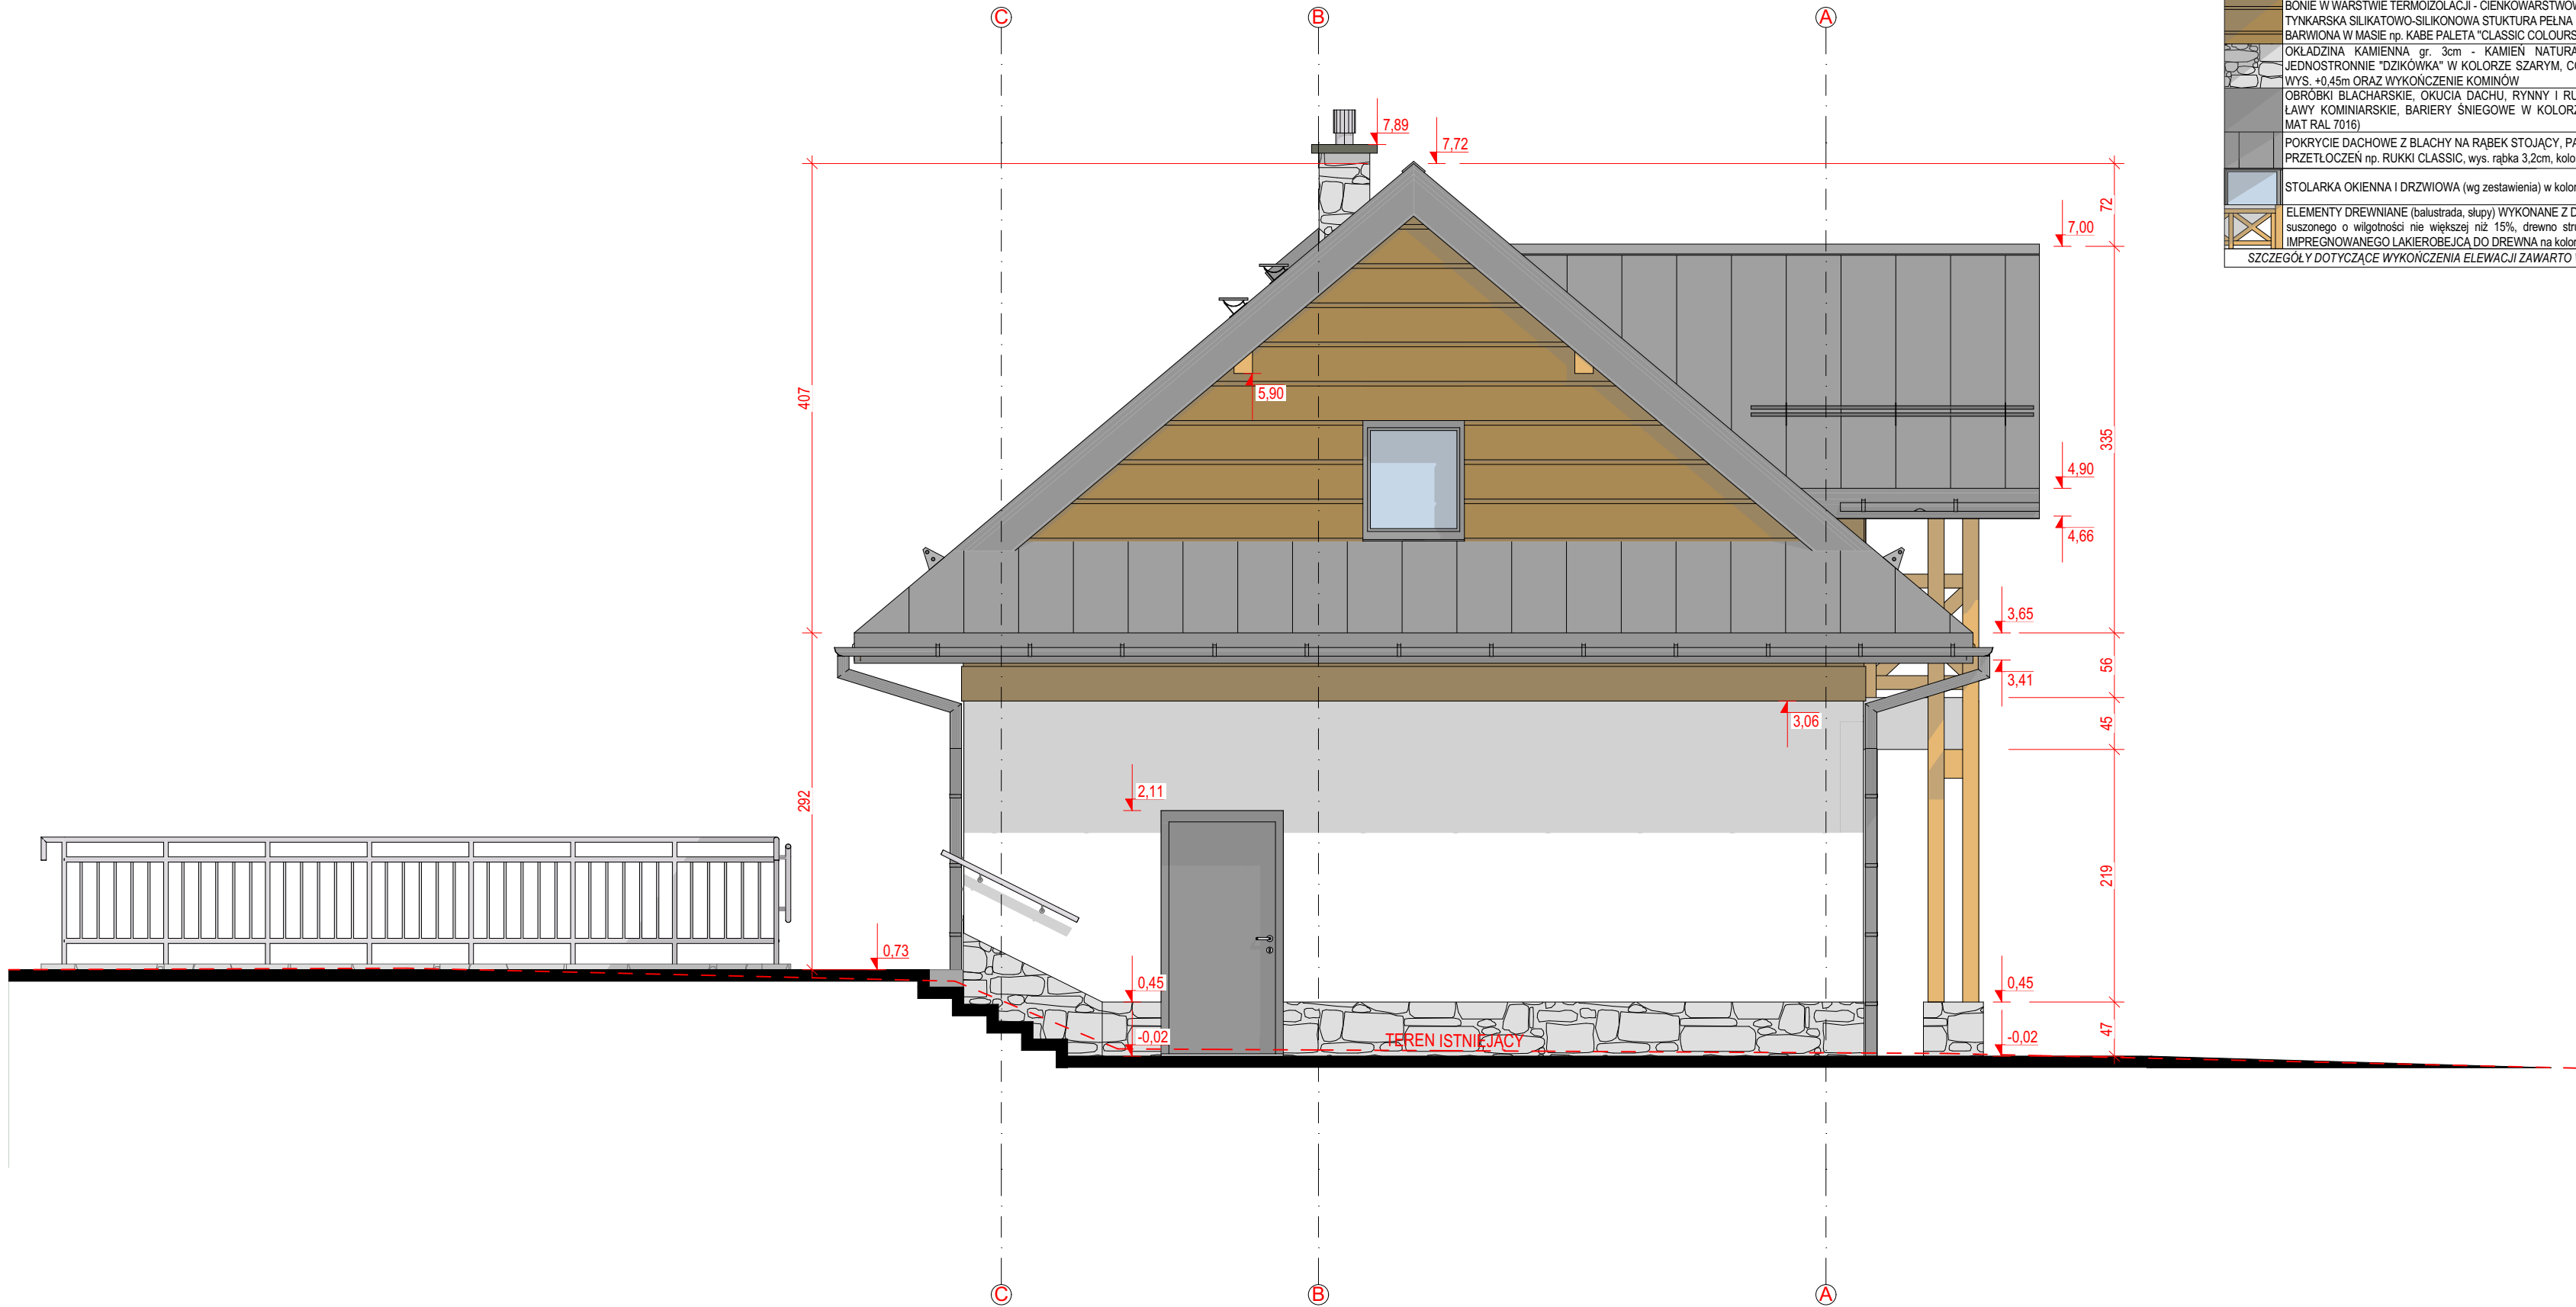 C
B
A
BONIE W WARSTWIE TERMOIZOLACJI - CIENKOWARSTWOW
TYNKARSKA SILIKATOWO-SILIKONOWA STUKTURA PEŁNA
BARWIONA W MASIE np. KABE PALETA "CLASSIC COLOURS
OKŁADZINA KAMIENNA gr. 3cm - KAMIEŃ NATURA
JEDNOSTRONNIE "DZIKÓWKA" W KOLORZE SZARYM, CO
WYS. +0,45m ORAZ WYKOŃCZENIE KOMINÓW
OBRÓBKI BLACHARSKIE, OKUCIA DACHU, RYNNY I RU
ŁAWY KOMINIARSKIE, BARIERY ŚNIEGOWE W KOLORZ
MAT RAL 7016)
POKRYCIE DACHOWE Z BLACHY NA RĄBEK STOJĄCY, PA
PRZETŁOCZEŃ np. RUKKI CLASSIC, wys. rąbka 3,2cm, kolo
STOLARKA OKIENNA I DRZWIOWA (wg zestawienia) w kolor
ELEMENTY DREWNIANE (balustrada, słupy) WYKONANE Z D
suszonego o wilgotności nie większej niż 15%, drewno stru
IMPREGNOWANEGO LAKIEROBEJCĄ DO DREWNA na kolor
SZCZEGÓŁY DOTYCZĄCE WYKOŃCZENIA ELEWACJI ZAWARTO
7,89
7,72
72
7,00
407
5,90
335
4,90
4,66
3,65
56
3,41
3,06
45
2,11
292
219
0,73
0,45
0,45
-0,02
TEREN ISTNIEJĄCY
-0,02
47
C
B
A